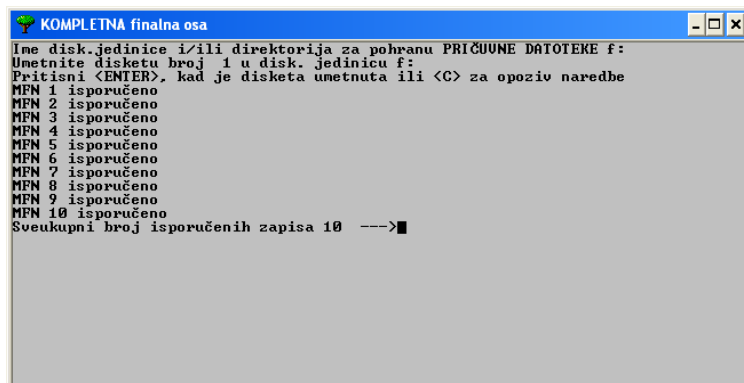 KOMPLETNA finalna osa
Ime disk.jedinice i/ili direktorija za pohranu PRIČUVNE DATOTEKE f:
Umetnite disketu broj 1 u disk. jedinicu f:
Pritisni <ENTER>, kad je disketa umetnuta ili <C> za opoziv naredbe
MFN 1 isporučeno
MFN 2 isporučeno
MFN 3 isporučeno
MFN 4 isporučeno
MFN 5 isporučeno
MFN 6 isporučeno
MFN 7 isporučeno
MFN 8 isporučeno
MFN 9 isporučeno
MFN 10 isporučeno
Sveukupni broj isporučenih zapisa 10 --->